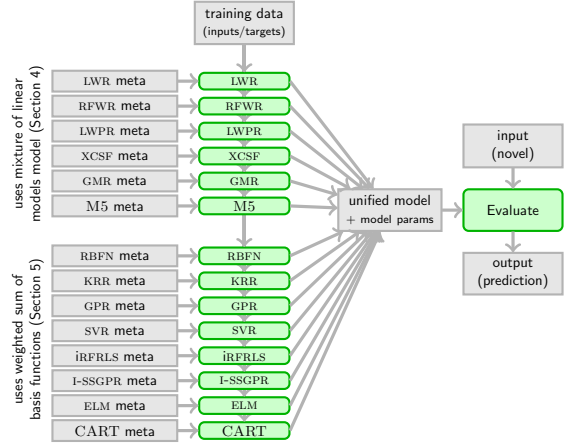 training data
(inputs/targets)
uses mixture of linear
models model (Section 4)
LWR meta
LWR
RFWR meta
RFWR
LWPR meta
LWPR
XCSF meta
XCSF
GMR meta
GMR
M5 meta
M5
unified model
+ model params
input
(novel)
Evaluate
output
(prediction)
uses weighted sum of
basis functions (Section 5)
RBFN meta
RBFN
KRR meta
KRR
GPR meta
GPR
SVR meta
SVR
iRFRLS meta
iRFRLS
I-SSGPR meta
I-SSGPR
ELM meta
ELM
CART meta
CART